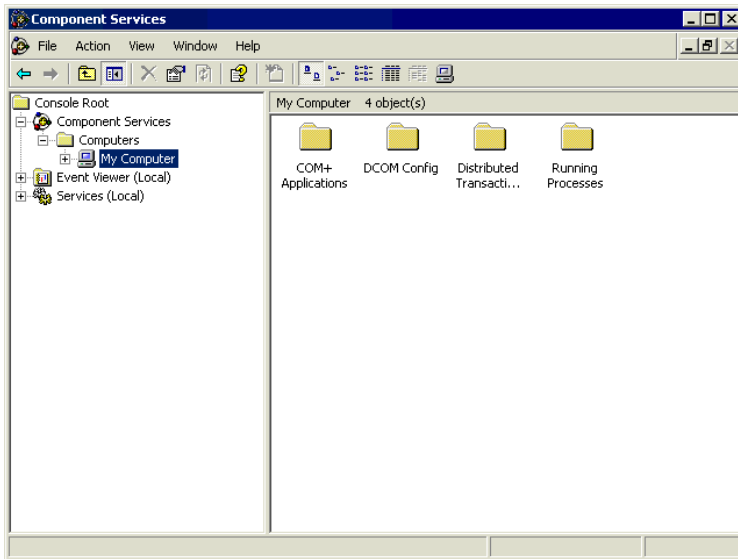 Component Services
File Action View Window Help
Console Root
Component Services
Computers
My Computer
Event Viewer (Local)
Services (Local)
My Computer 4 object(s)
COM+
Applications
DCOM Config
Distributed
Transacti...
Running
Processes